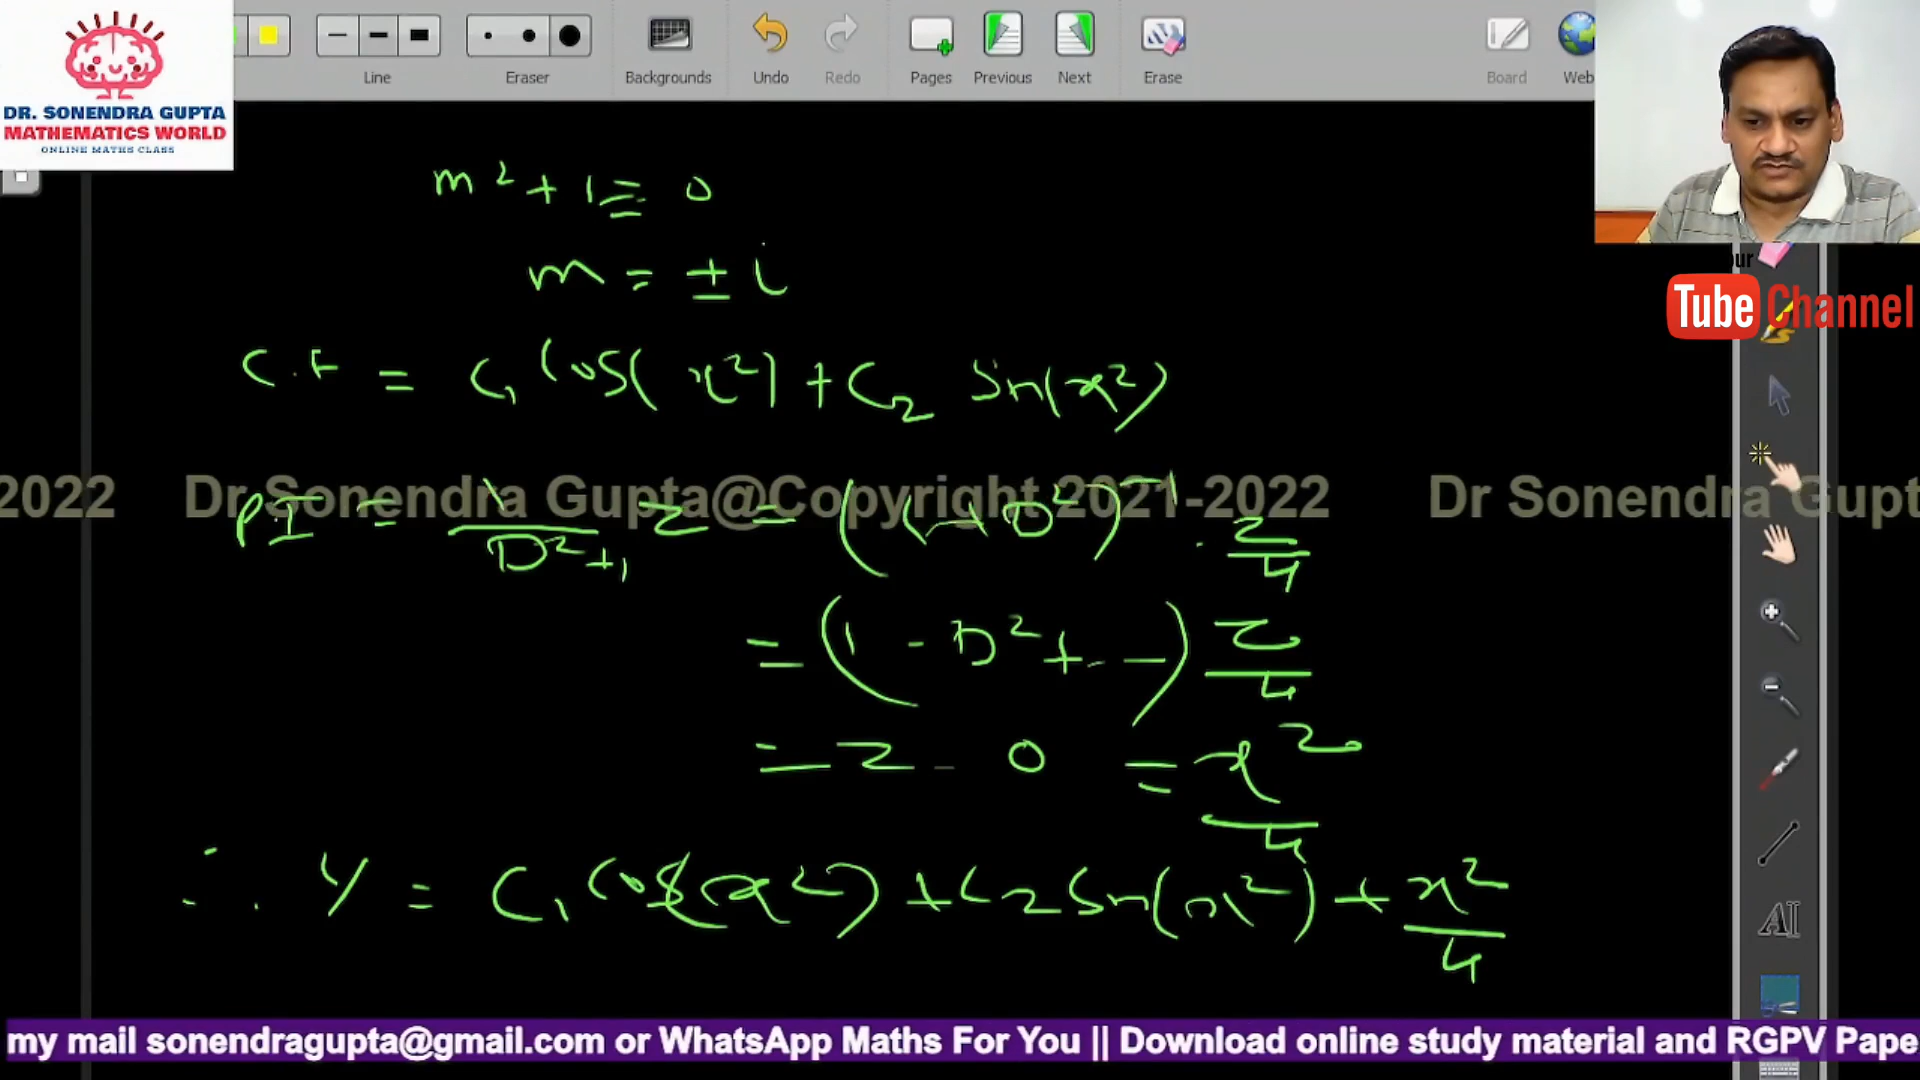 DR. SONENDRA GUPTA
MATHEMATICS WORLD
ONLINE MATHS CLASS
Line
Eraser
Backgrounds
Undo
Redo
Pages
Previous
Next
Erase
Board
Web
Tube Channel
m² + 1 = 0
m = ± i
C.F = C₁ Cos(x²) + C₂ Sin(x²)
2022 Dr Sonendra Gupta@Copyright 2021-2022 Dr Sonendra Gupt
PI = 1/(D²+1) z = (1+D²)⁻¹ · z/4
= (1 - D² + - -) z/4
= z - 0 = x²/4
∴ y = C₁ Cos(x²) + C₂ Sin(x²) + x²/4
AI
my mail sonendragupta@gmail.com or WhatsApp Maths For You || Download online study material and RGPV Pape